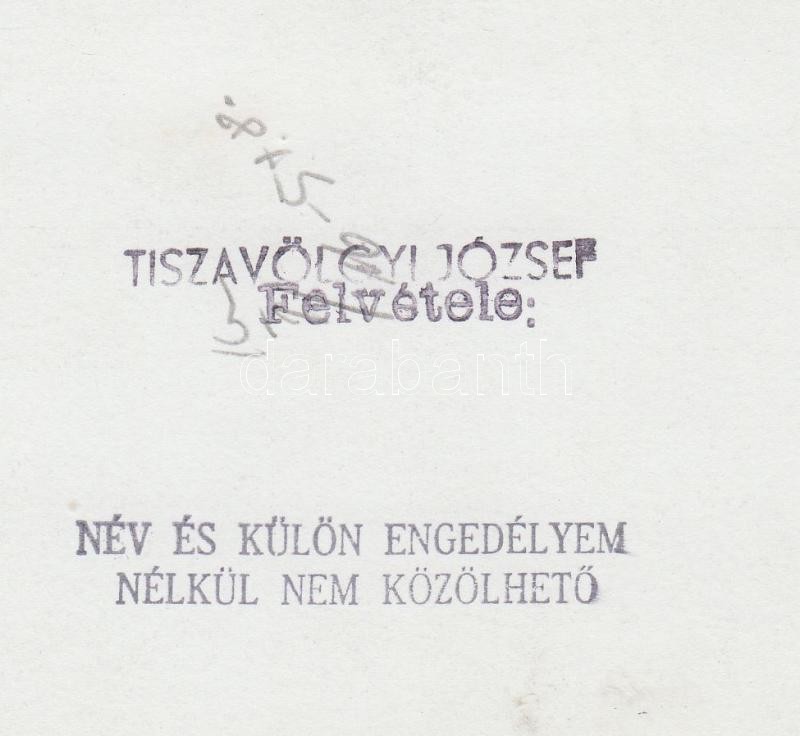 TISZAVÖLGYI JÓZSEF
Felvétele:
darabanth
NÉV ÉS KÜLÖN ENGEDÉLYEM
NÉLKÜL NEM KÖZÖLHETŐ